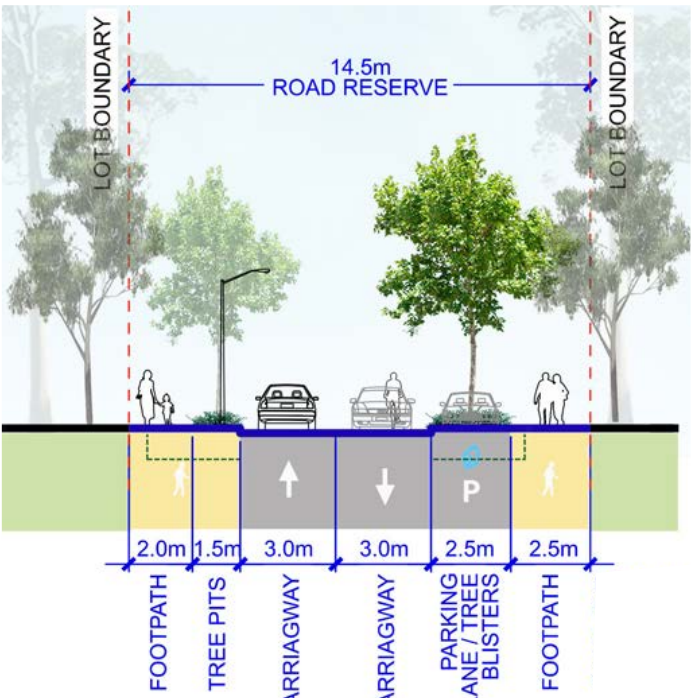 LOT BOUNDARY
14.5m
ROAD RESERVE
LOT BOUNDARY
P
2.0m
1.5m
3.0m
3.0m
2.5m
2.5m
FOOTPATH
TREE PITS
ARRIAGWAY
ARRIAGWAY
PARKING
ANE / TREE
BLISTERS
FOOTPATH